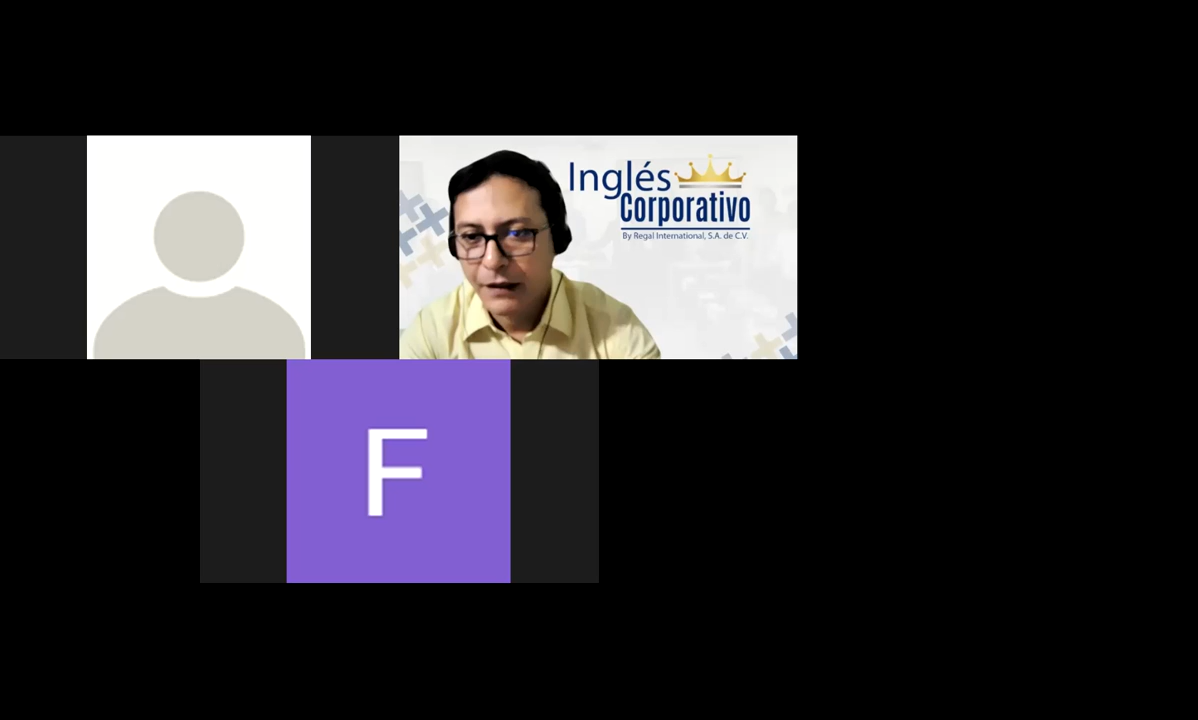 Inglés
Corporativo
By Regal International, S.A. de C.V.
F